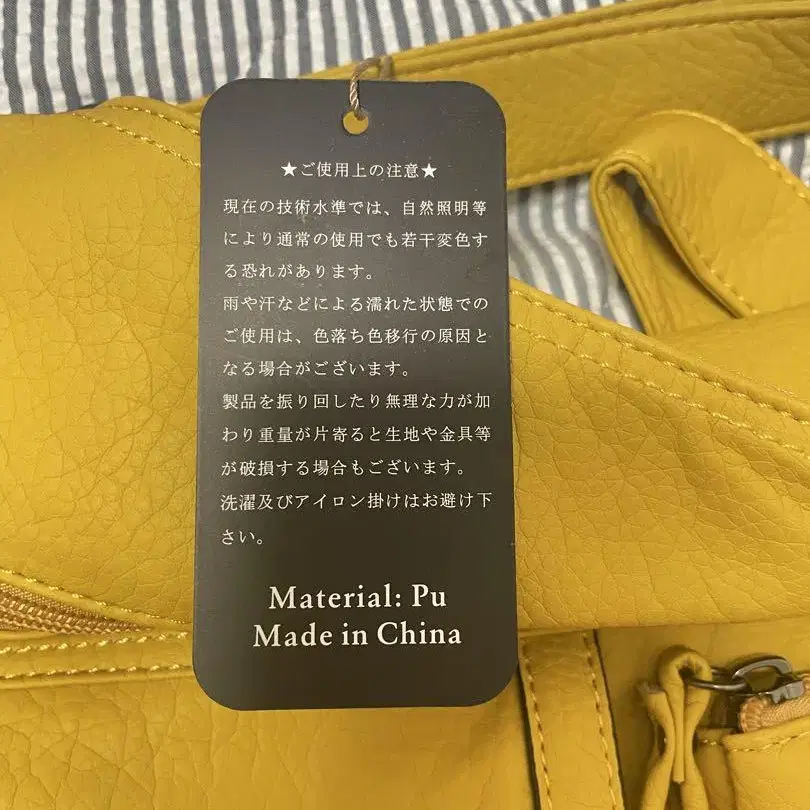 ★ご使用上の注意★
現在の技術水準では、自然照明等
により通常の使用でも若干変色す
る恐れがあります。
雨や汗などによる濡れた状態での
ご使用は、色落ち色移行の原因と
なる場合がございます。
製品を振り回したり無理な力が加
わり重量が片寄ると生地や金具等
が破損する場合もございます。
洗濯及びアイロン掛けはお避け下
さい。
Material: Pu
Made in China